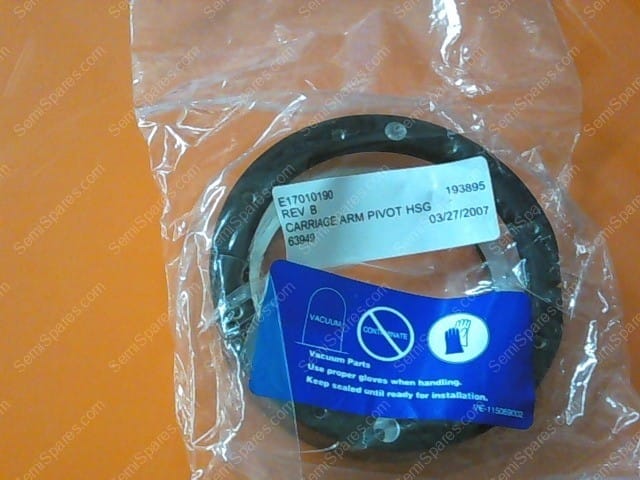 E17010190 193895
REV B
CARRIAGE ARM PIVOT HSG 03/27/2007
63949
VACUUM
CONTAMINATE
Vacuum Parts
Use proper gloves when handling.
Keep sealed until ready for installation.
SemiSpares.com